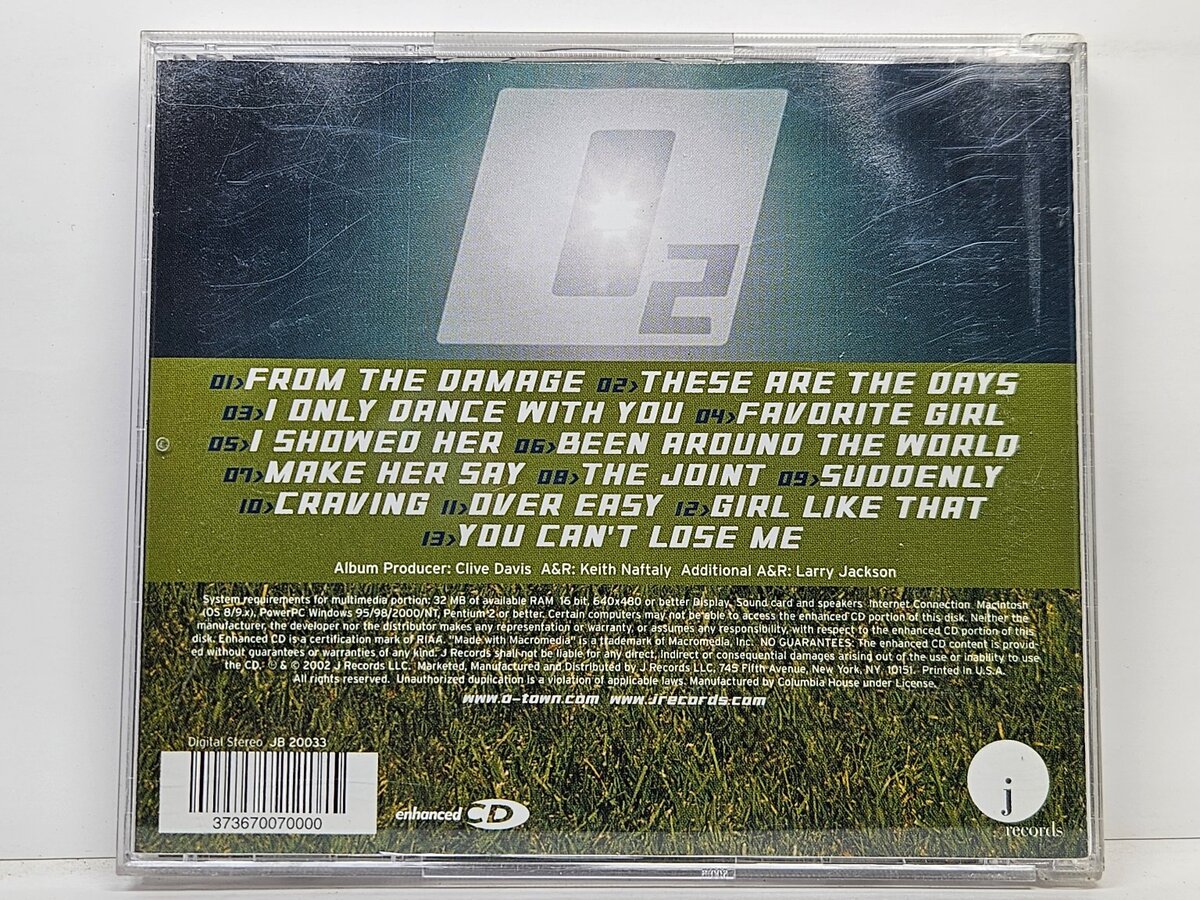 O2
01>FROM THE DAMAGE 02>THESE ARE THE DAYS
03>I ONLY DANCE WITH YOU 04>FAVORITE GIRL
05>I SHOWED HER 06>BEEN AROUND THE WORLD
07>MAKE HER SAY 08>THE JOINT 09>SUDDENLY
10>CRAVING 11>OVER EASY 12>GIRL LIKE THAT
13>YOU CAN'T LOSE ME
Album Producer: Clive Davis A&R: Keith Naftaly Additional A&R: Larry Jackson
System requirements for multimedia portion: 32 MB of available RAM 16 bit, 640x480 or better Display, Sound card and speakers Internet Connection Macintosh
(OS 8/9.x), PowerPC Windows 95/98/2000/NT, Pentium 2 or better. Certain computers may not be able to access the enhanced CD portion of this disk. Neither the
manufacturer, the developer nor the distributor makes any representation or warranty, or assumes any responsibility, with respect to the enhanced CD portion of this
disk. Enhanced CD is a certification mark of RIAA. "Made with Macromedia" is a trademark of Macromedia, Inc. NO GUARANTEES: The enhanced CD content is provid-
ed without guarantees or warranties of any kind. J Records shall not be liable for any direct, indirect or consequential damages arising out of the use or inability to use
the CD. ℗ & © 2002 J Records LLC. Marketed, Manufactured and Distributed by J Records LLC, 745 Fifth Avenue, New York, NY, 10151 - Printed in U.S.A.
All rights reserved. Unauthorized duplication is a violation of applicable laws. Manufactured by Columbia House under License.
www.o-town.com www.jrecords.com
Digital Stereo JB 20033
373670070000
enhanced CD
j
records